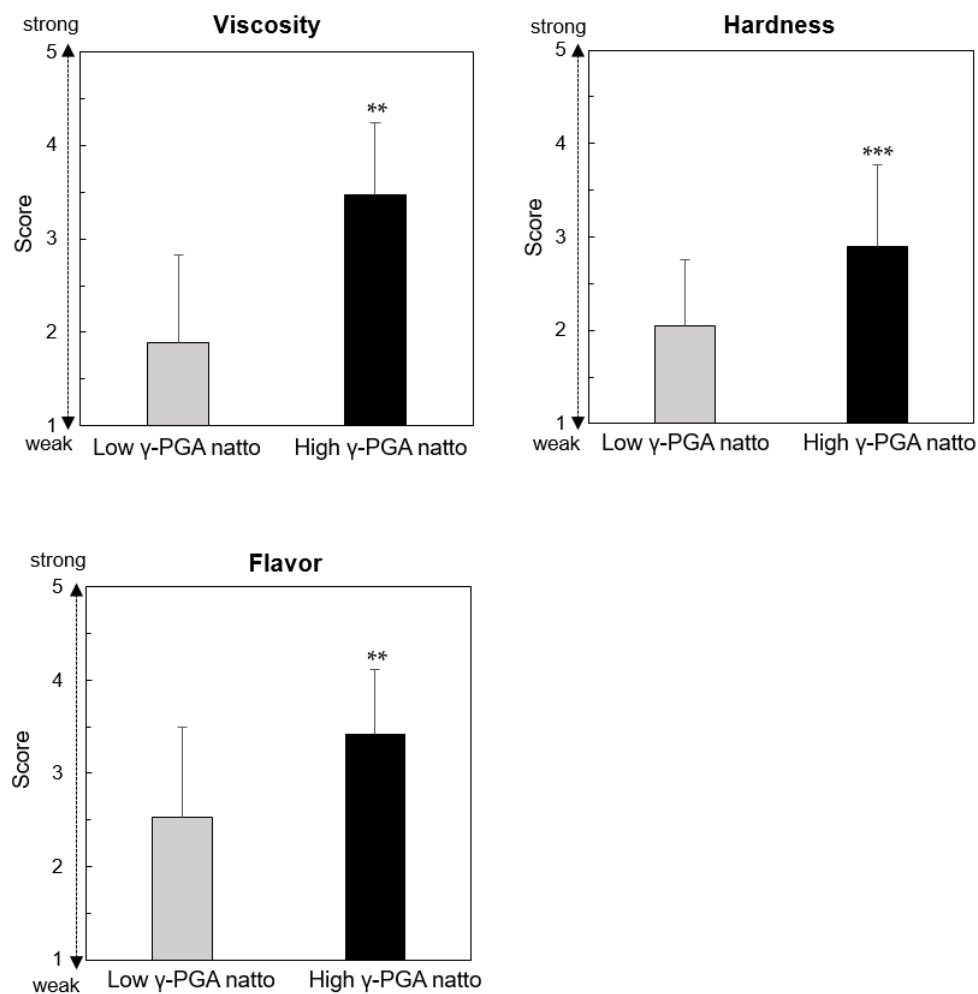 Viscosity
strong
5
4
3
2
1
weak
Score
**
Low γ-PGA natto
High γ-PGA natto
Hardness
strong
5
4
3
2
1
weak
Score
***
Low γ-PGA natto
High γ-PGA natto
Flavor
strong
5
4
3
2
1
weak
Score
**
Low γ-PGA natto
High γ-PGA natto